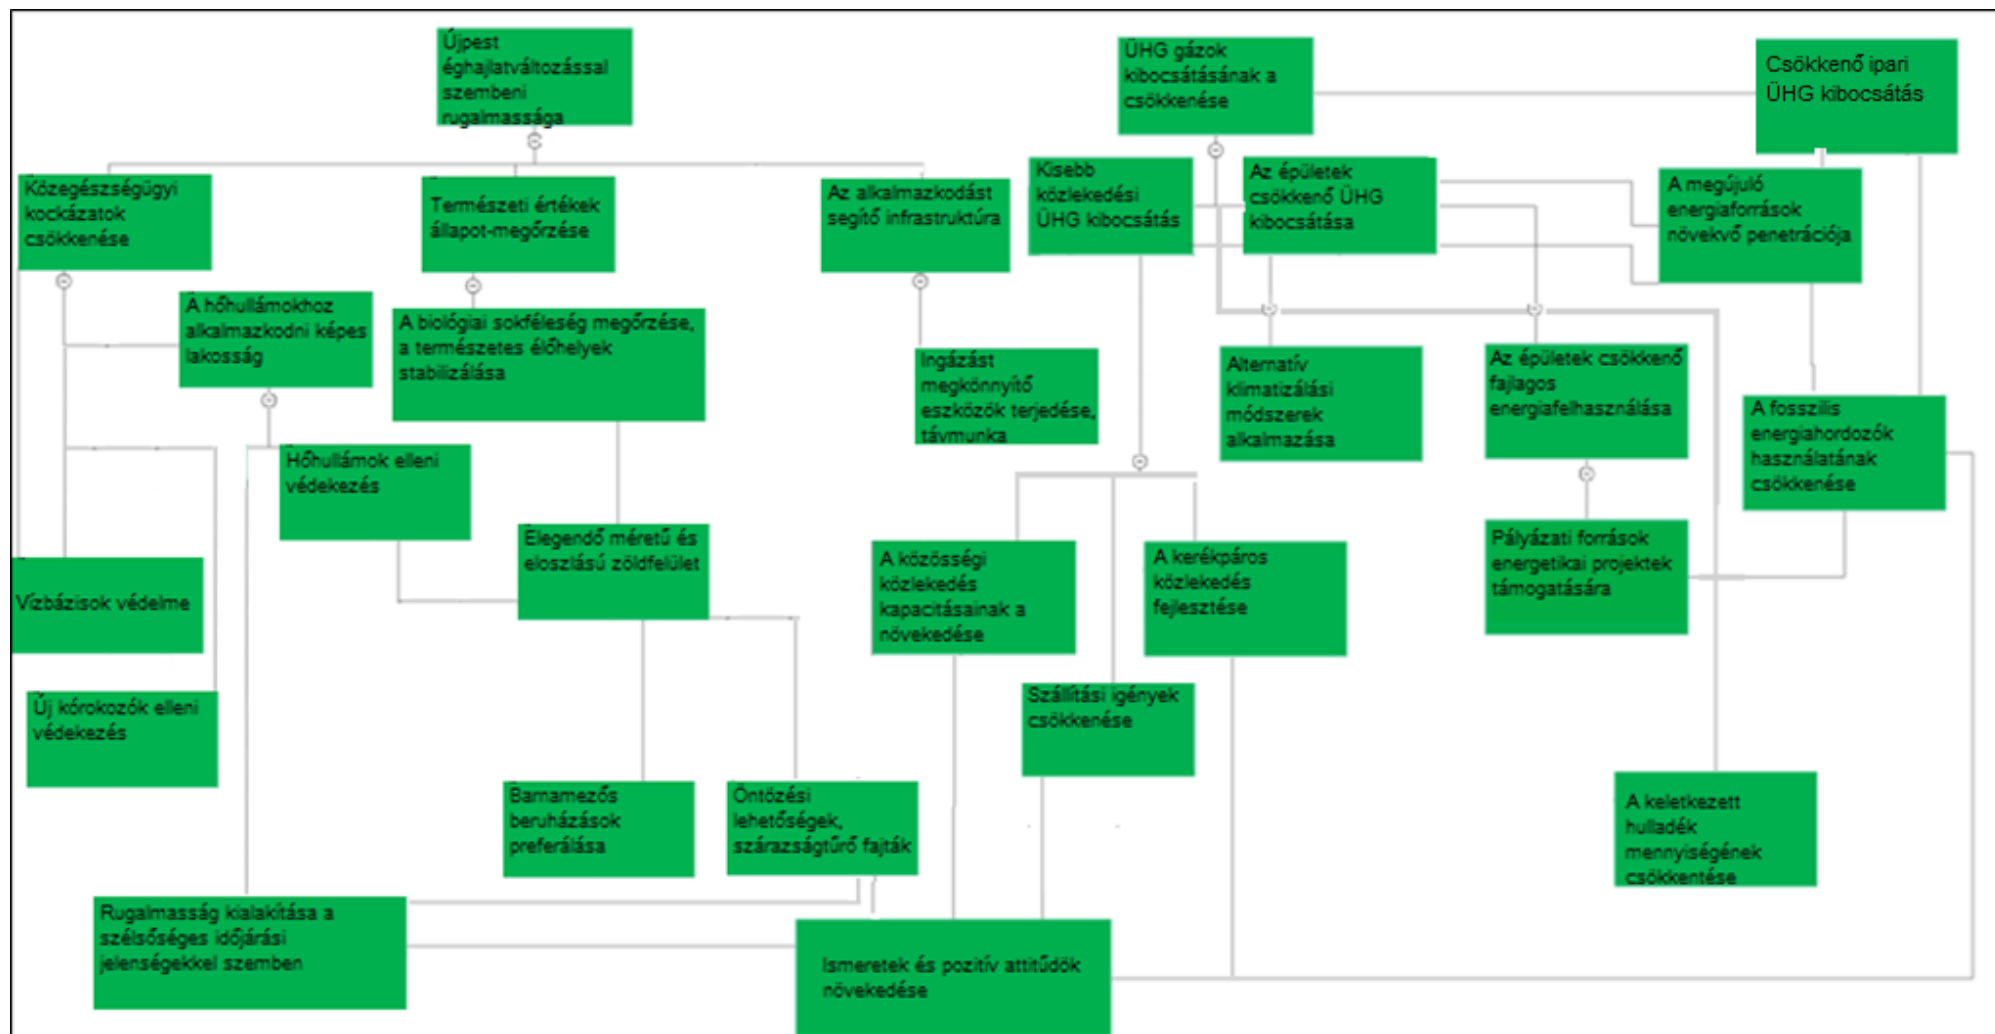 Újpest
éghajlatváltozással
szembeni
rugalmassága
ÜHG gázok
kibocsátásának a
csökkenése
Csökkenő ipari
ÜHG kibocsátás
Közegészségügyi
kockázatok
csökkenése
Természeti értékek
állapot-megőrzése
Az alkalmazkodást
segítő infrastruktúra
Kisebb
közlekedési
ÜHG kibocsátás
Az épületek
csökkenő ÜHG
kibocsátása
A megújuló
energiaforrások
növekvő penetrációja
A hőhullámokhoz
alkalmazkodni képes
lakosság
A biológiai sokféleség megőrzése,
a természetes élőhelyek
stabilizálása
Ingázást
megkönnyítő
eszközök terjedése,
távmunka
Alternatív
klimatizálási
módszerek
alkalmazása
Az épületek csökkenő
fajlagos
energiafelhasználása
A fosszilis
energiahordozók
használatának
csökkenése
Hőhullámok elleni
védekezés
Elegendő méretű és
eloszlású zöldfelület
A közösségi
közlekedés
kapacitásainak a
növekedése
A kerékpáros
közlekedés
fejlesztése
Pályázati források
energetikai projektek
támogatására
Vízbázisok védelme
Új kórokozók elleni
védekezés
Szállítási igények
csökkenése
Barnamezős
beruházások
preferálása
Öntözési
lehetőségek,
szárazságtűrő fajták
A keletkezett
hulladék
mennyiségének
csökkentése
Rugalmasság kialakítása a
szélsőséges időjárási
jelenségekkel szemben
Ismeretek és pozitív attitűdök
növekedése